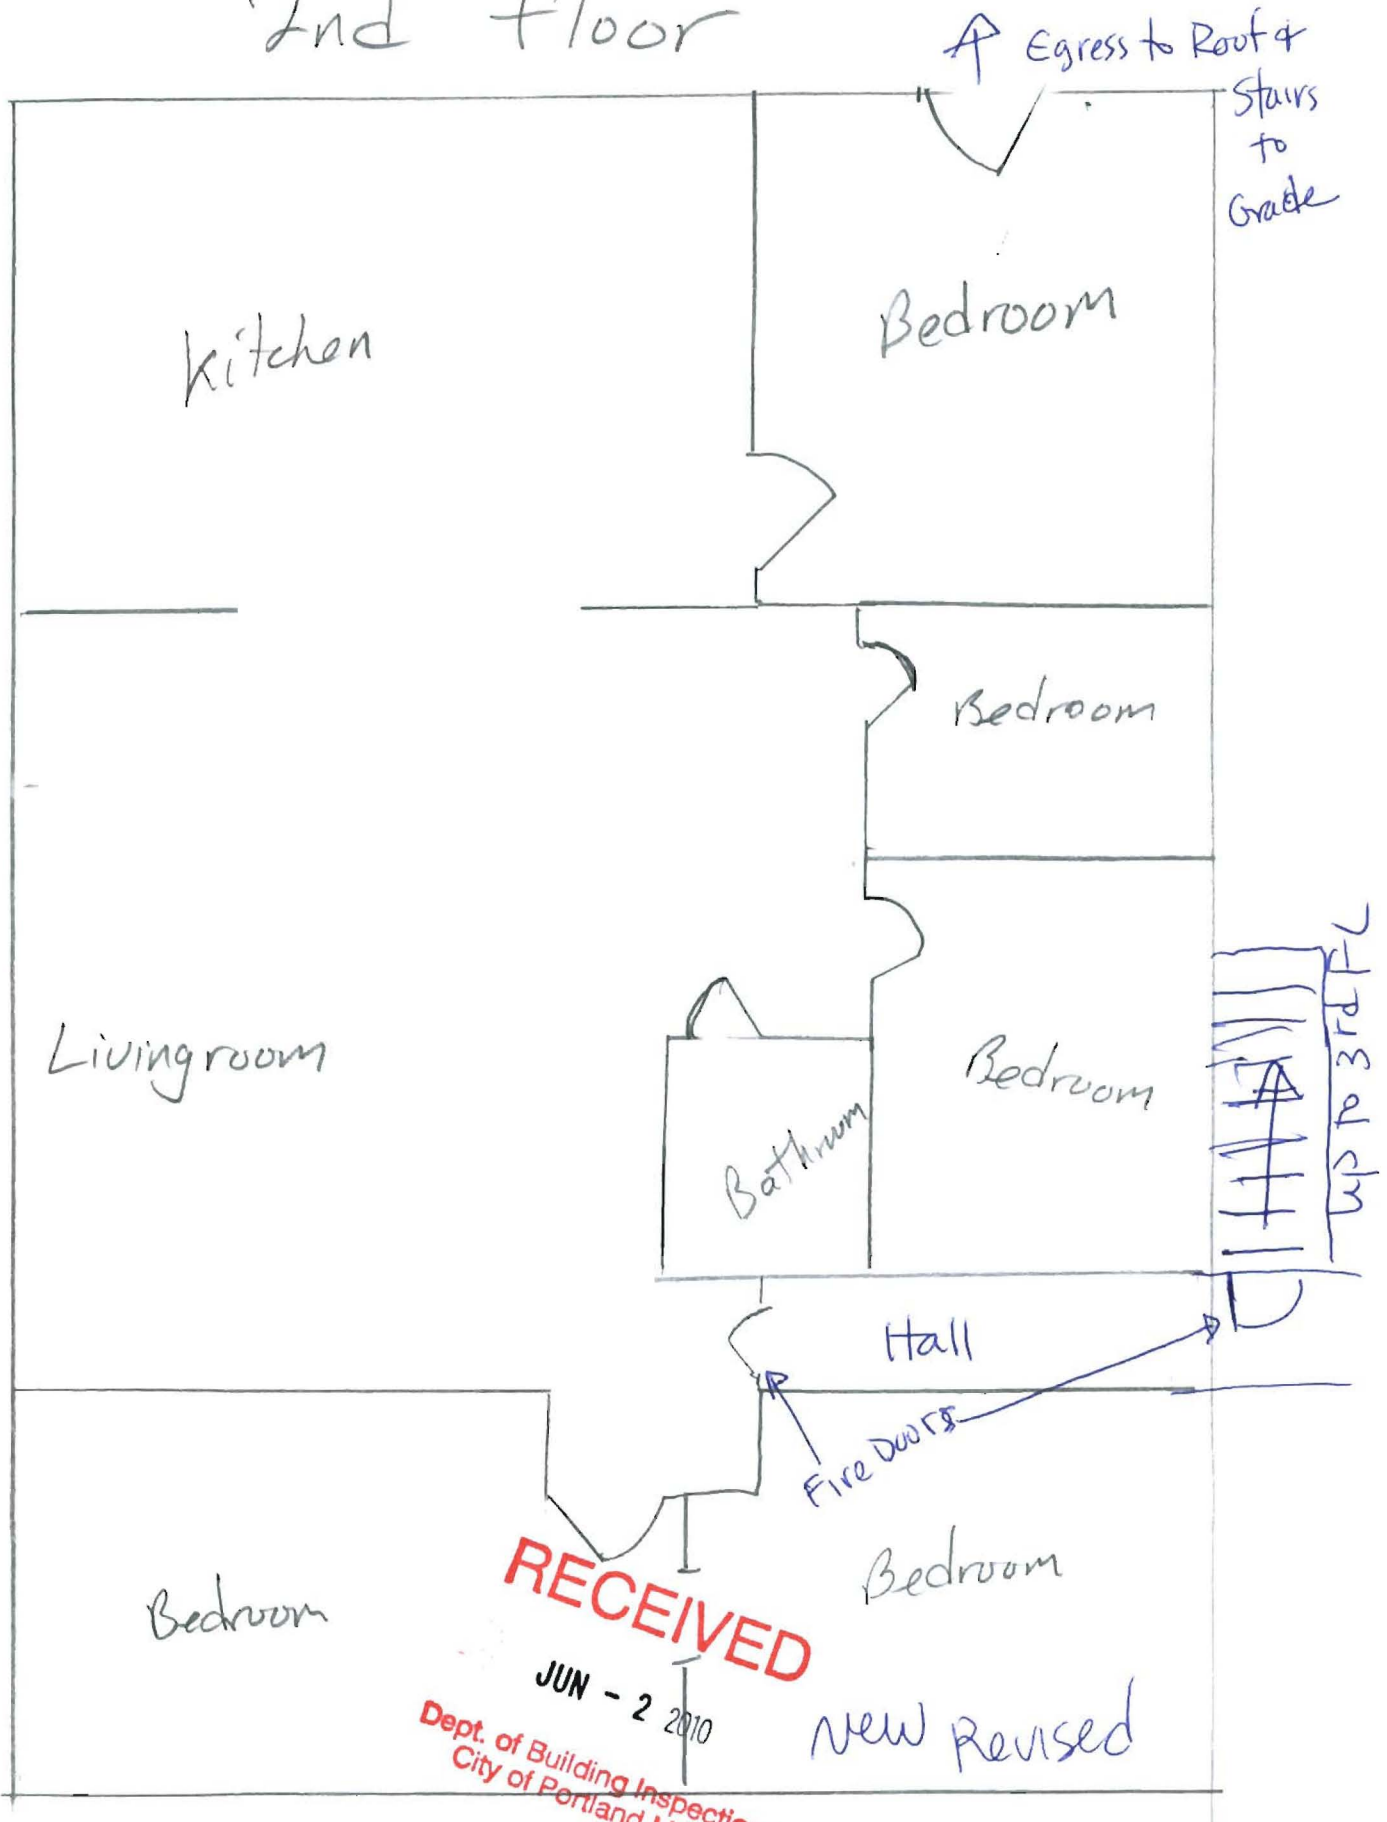 2nd Floor
Egress to Roof &
Stairs
to
Grade
Kitchen
Bedroom
Bedroom
Livingroom
Bedroom
Bathroom
up to 3rd FL
Hall
Fire Doors
Bedroom
Bedroom
RECEIVED
JUN - 2 2010
New Revised
Dept. of Building
City of Portland